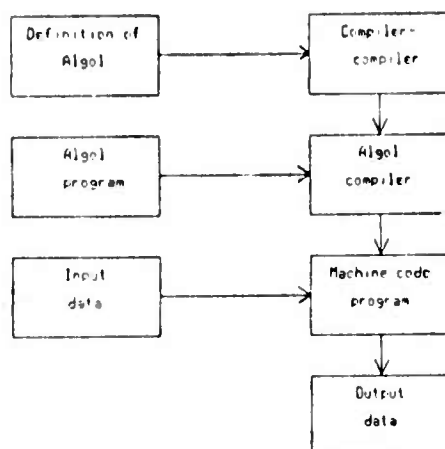 Definition of
Algol
Compiler-
compiler
Algol
program
Algol
compiler
Input
data
Machine code
program
Output
data